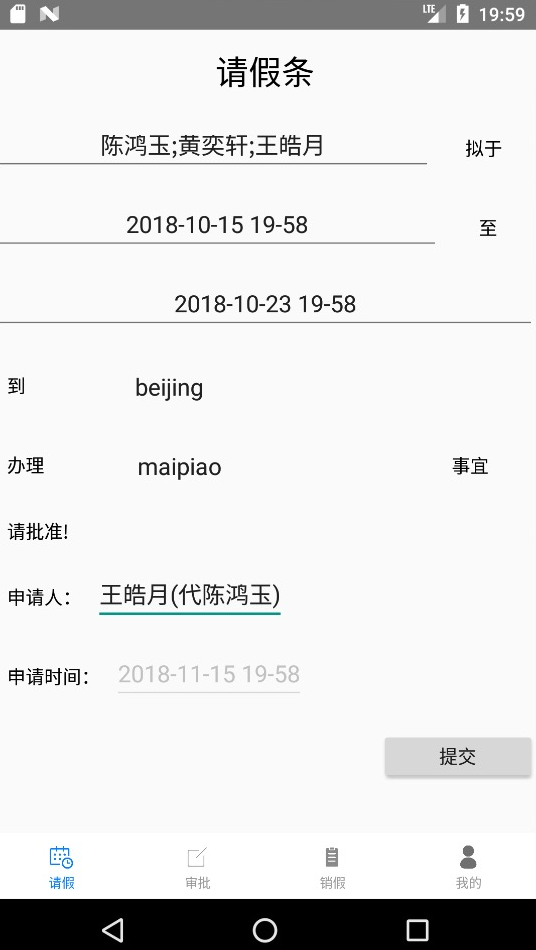 LTE 19:59
请假条
陈鸿玉;黄奕轩;王皓月 拟于
2018-10-15 19-58 至
2018-10-23 19-58
到 beijing
办理 maipiao 事宜
请批准!
申请人: 王皓月(代陈鸿玉)
申请时间: 2018-11-15 19-58
提交
请假 审批 销假 我的